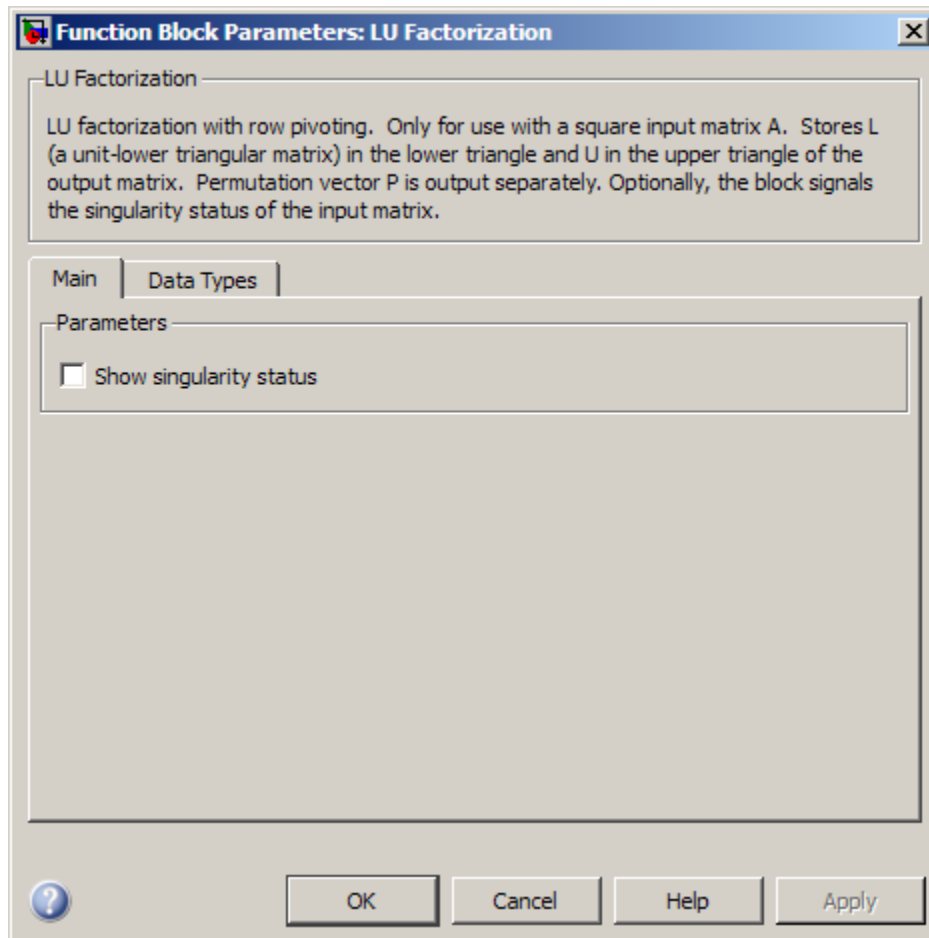 Function Block Parameters: LU Factorization
LU Factorization
LU factorization with row pivoting.  Only for use with a square input matrix A.  Stores L
(a unit-lower triangular matrix) in the lower triangle and U in the upper triangle of the
output matrix.  Permutation vector P is output separately. Optionally, the block signals
the singularity status of the input matrix.
Main Data Types
Parameters
Show singularity status
? OK Cancel Help Apply